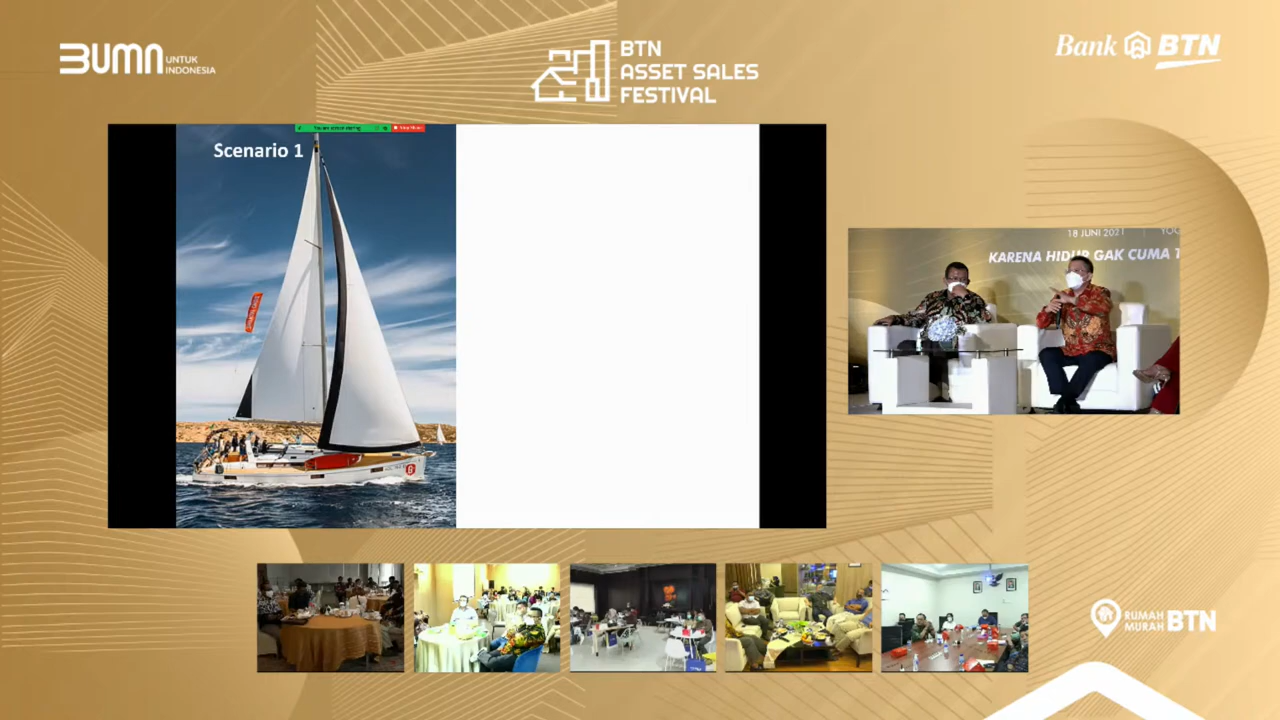 BUMN
UNTUK
INDONESIA
BTN
ASSET SALES
FESTIVAL
Bank BTN
Scenario 1
18 JUNI 2021
KARENA HIDUP GAK CUMA
RUMAH
MURAH BTN